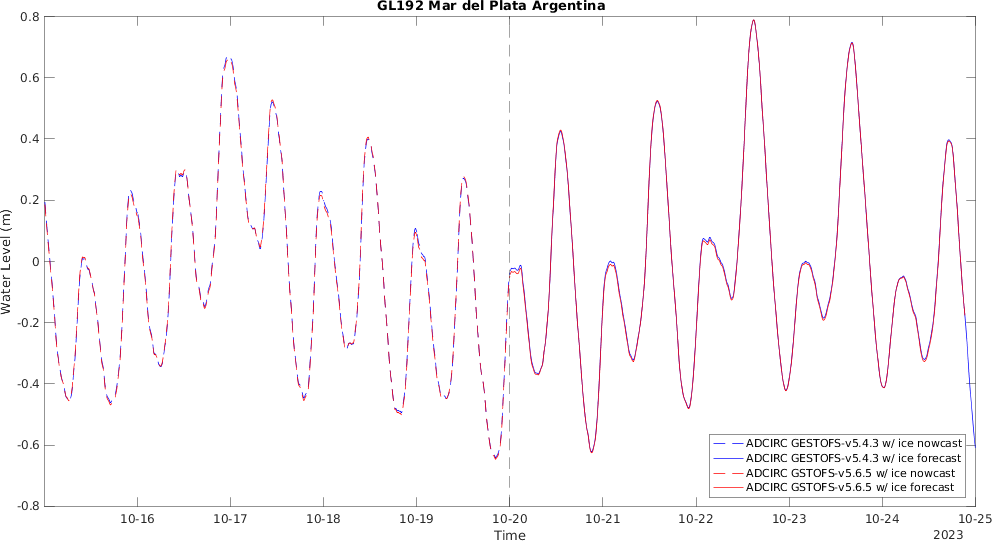 GL192 Mar del Plata Argentina
0.8
0.6
0.4
0.2
0
-0.2
-0.4
-0.6
-0.8
Water Level (m)
10-16
10-17
10-18
10-19
10-20
10-21
10-22
10-23
10-24
10-25
Time
2023
ADCIRC GESTOFS-v5.4.3 w/ ice nowcast
ADCIRC GESTOFS-v5.4.3 w/ ice forecast
ADCIRC GSTOFS-v5.6.5 w/ ice nowcast
ADCIRC GSTOFS-v5.6.5 w/ ice forecast